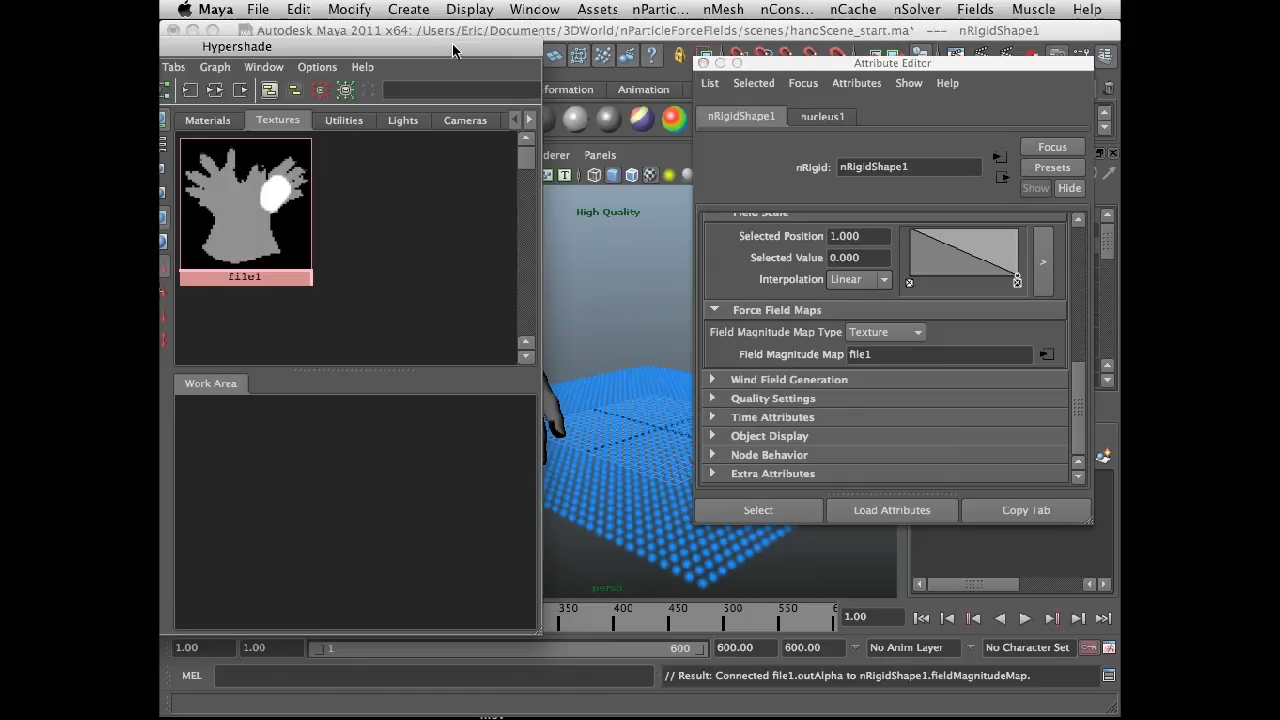 Maya File Edit Modify Create Display Window Assets nPartic... nMesh nCons... nCache nSolver Fields Muscle Help
Autodesk Maya 2011 x64: /Users/Eric/Documents/3DWorld/nParticleForceFields/scenes/handScene_start.ma* --- nRigidShape1
Hypershade
Tabs Graph Window Options Help
Materials Textures Utilities Lights Cameras
file1
Work Area
Animation
Panels
High Quality
persp
Attribute Editor
List Selected Focus Attributes Show Help
nRigidShape1 nucleus1
nRigid: nRigidShape1
Focus
Presets
Show Hide
Field Scale
Selected Position 1.000
Selected Value 0.000
Interpolation Linear
>
Force Field Maps
Field Magnitude Map Type Texture
Field Magnitude Map file1
Wind Field Generation
Quality Settings
Time Attributes
Object Display
Node Behavior
Extra Attributes
Select Load Attributes Copy Tab
350 400 450 500 550 6 1.00
1.00 1.00 1 600 600.00 600.00 No Anim Layer No Character Set
MEL // Result: Connected file1.outAlpha to nRigidShape1.fieldMagnitudeMap.